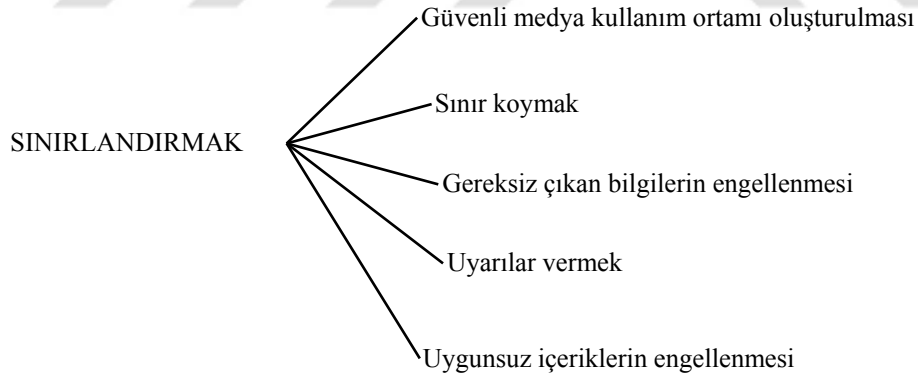 Güvenli medya kullanım ortamı oluşturulması
Sınır koymak
SINIRLANDIRMAK
Gereksiz çıkan bilgilerin engellenmesi
Uyarılar vermek
Uygunsuz içeriklerin engellenmesi